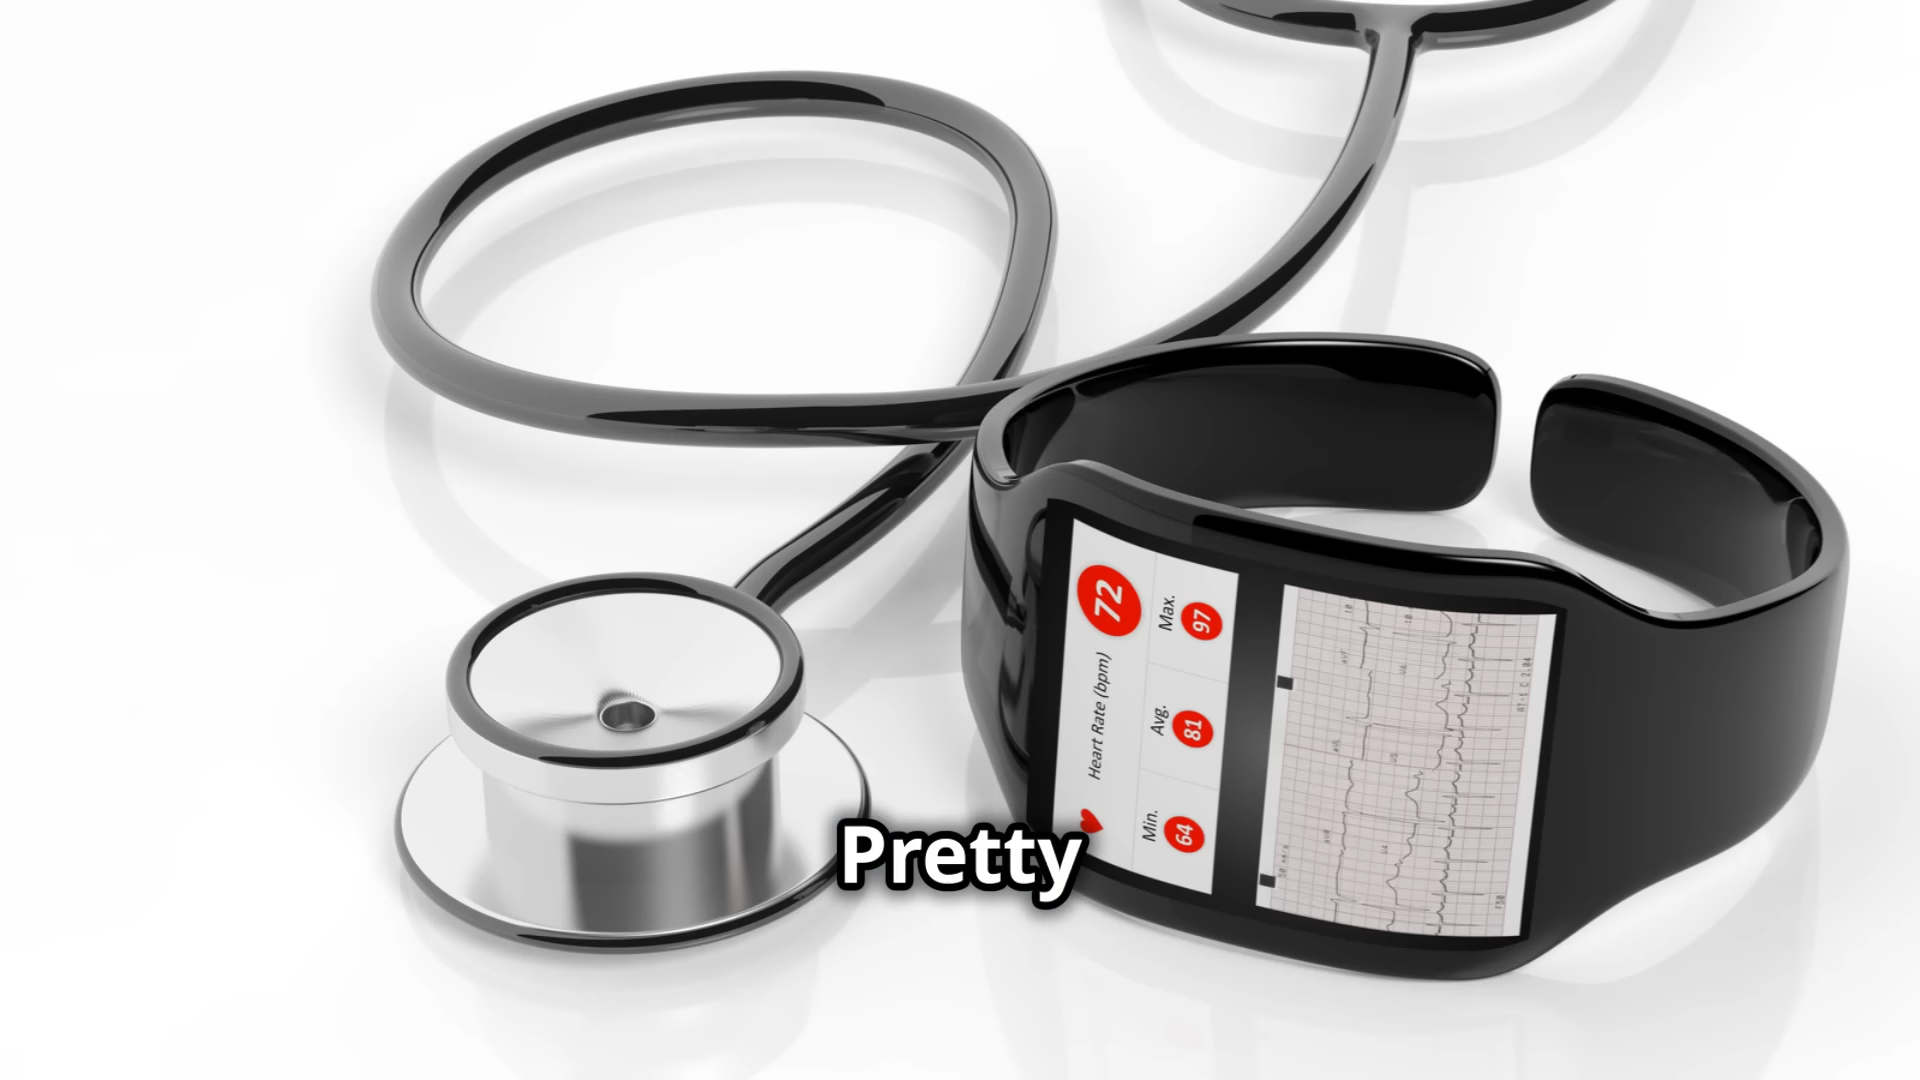 72
Heart Rate (bpm)
Max.
97
Avg.
81
Min.
64
Pretty